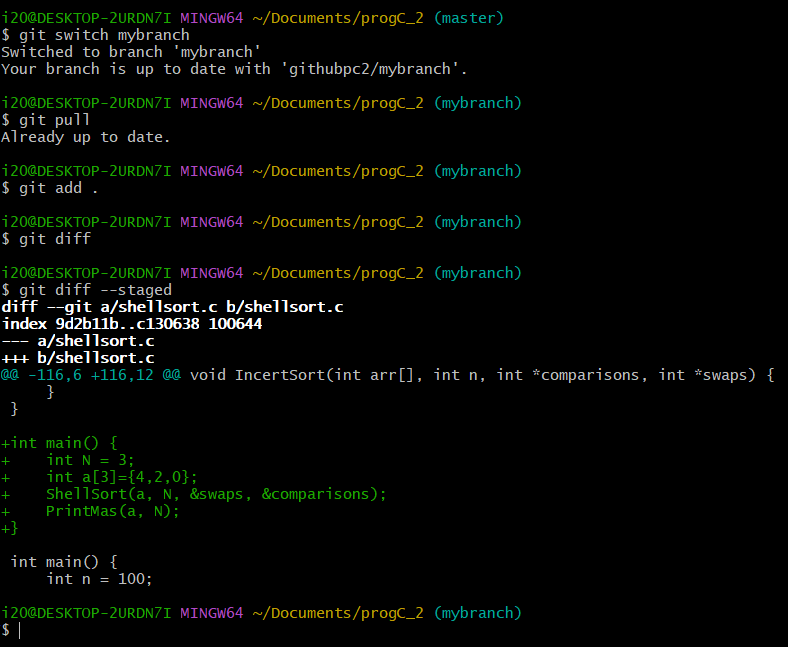 i20@DESKTOP-2URDN7I MINGW64 ~/Documents/progC_2 (master)
$ git switch mybranch
Switched to branch 'mybranch'
Your branch is up to date with 'githubpc2/mybranch'.
i20@DESKTOP-2URDN7I MINGW64 ~/Documents/progC_2 (mybranch)
$ git pull
Already up to date.
i20@DESKTOP-2URDN7I MINGW64 ~/Documents/progC_2 (mybranch)
$ git add .
i20@DESKTOP-2URDN7I MINGW64 ~/Documents/progC_2 (mybranch)
$ git diff
i20@DESKTOP-2URDN7I MINGW64 ~/Documents/progC_2 (mybranch)
$ git diff --staged
diff --git a/shellsort.c b/shellsort.c
index 9d2b11b..c130638 100644
--- a/shellsort.c
+++ b/shellsort.c
@@ -116,6 +116,12 @@ void IncertSort(int arr[], int n, int *comparisons, int *swaps) {
     }
 }
+int main() {
+    int N = 3;
+    int a[3]={4,2,0};
+    ShellSort(a, N, &swaps, &comparisons);
+    PrintMas(a, N);
+}
 int main() {
     int n = 100;
i20@DESKTOP-2URDN7I MINGW64 ~/Documents/progC_2 (mybranch)
$